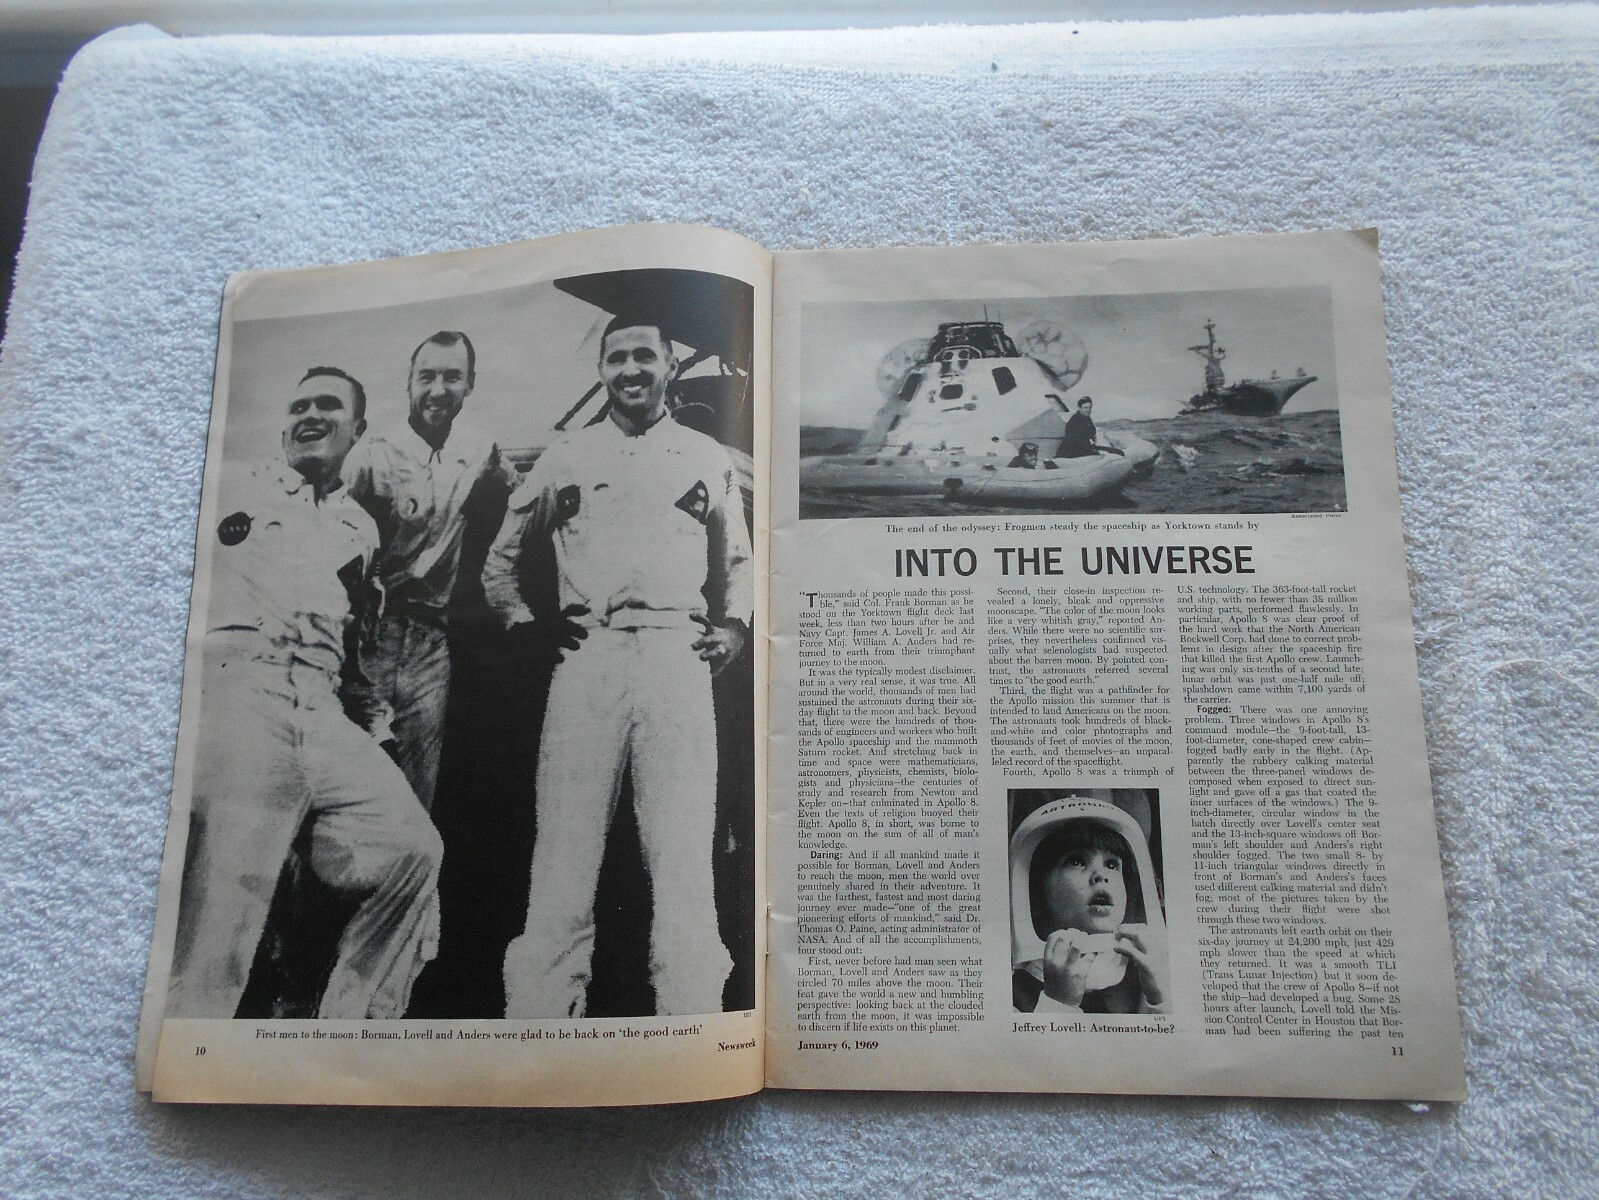 First men to the moon: Borman, Lovell and Anders were glad to be back on 'the good earth'
10
Newsweek
Associated Press
The end of the odyssey: Frogmen steady the spaceship as Yorktown stands by
INTO THE UNIVERSE
"Thousands of people made this possi-
ble," said Col. Frank Borman as he
stood on the Yorktown flight deck last
week, less than two hours after he and
Navy Capt. James A. Lovell Jr. and Air
Force Maj. William A. Anders had re-
turned to earth from their triumphant
journey to the moon.
It was the typically modest disclaimer.
But in a very real sense, it was true. All
around the world, thousands of men had
sustained the astronauts during their six-
day flight to the moon and back. Beyond
that, there were the hundreds of thou-
sands of engineers and workers who built
the Apollo spaceship and the mammoth
Saturn rocket. And stretching back in
time and space were mathematicians,
astronomers, physicists, chemists, biolo-
gists and physicians—the centuries of
study and research from Newton and
Kepler on—that culminated in Apollo 8.
Even the texts of religion buoyed their
flight. Apollo 8, in short, was borne to
the moon on the sum of all of man's
knowledge.
Daring: And if all mankind made it
possible for Borman, Lovell and Anders
to reach the moon, men the world over
genuinely shared in their adventure. It
was the farthest, fastest and most daring
journey ever made—"one of the great
pioneering efforts of mankind," said Dr.
Thomas O. Paine, acting administrator of
NASA. And of all the accomplishments,
four stood out:
First, never before had man seen what
Borman, Lovell and Anders saw as they
circled 70 miles above the moon. Their
feat gave the world a new and humbling
perspective: looking back at the clouded
earth from the moon, it was impossible
to discern if life exists on this planet.
Second, their close-in inspection re-
vealed a lonely, bleak and oppressive
moonscape. "The color of the moon looks
like a very whitish gray," reported An-
ders. While there were no scientific sur-
prises, they nevertheless confirmed vis-
ually what selenologists had suspected
about the barren moon. By pointed con-
trast, the astronauts referred several
times to "the good earth."
Third, the flight was a pathfinder for
the Apollo mission this summer that is
intended to land Americans on the moon.
The astronauts took hundreds of black-
and-white and color photographs and
thousands of feet of movies of the moon,
the earth, and themselves—an unparal-
leled record of the spaceflight.
Fourth, Apollo 8 was a triumph of
UPI
Jeffrey Lovell: Astronaut-to-be?
U.S. technology. The 363-foot-tall rocket
and ship, with no fewer than 3½ million
working parts, performed flawlessly. In
particular, Apollo 8 was clear proof of
the hard work that the North American
Rockwell Corp. had done to correct prob-
lems in design after the spaceship fire
that killed the first Apollo crew. Launch-
ing was only six-tenths of a second late;
lunar orbit was just one-half mile off;
splashdown came within 7,100 yards of
the carrier.
Fogged: There was one annoying
problem. Three windows in Apollo 8's
command module—the 9-foot-tall, 13-
foot-diameter, cone-shaped crew cabin—
fogged badly early in the flight. (Ap-
parently the rubbery calking material
between the three-paned windows de-
composed when exposed to direct sun-
light and gave off a gas that coated the
inner surfaces of the windows.) The 9-
inch-diameter, circular window in the
hatch directly over Lovell's center seat
and the 13-inch-square windows off Bor-
man's left shoulder and Anders's right
shoulder fogged. The two small 8- by
11-inch triangular windows directly in
front of Borman's and Anders's faces
used different calking material and didn't
fog; most of the pictures taken by the
crew during their flight were shot
through these two windows.
The astronauts left earth orbit on their
six-day journey at 24,200 mph, just 429
mph slower than the speed at which
they returned. It was a smooth TLI
(Trans Lunar Injection) but it soon de-
veloped that the crew of Apollo 8—if not
the ship—had developed a bug. Some 28
hours after launch, Lovell told the Mis-
sion Control Center in Houston that Bor-
man had been suffering the past ten
January 6, 1969
11